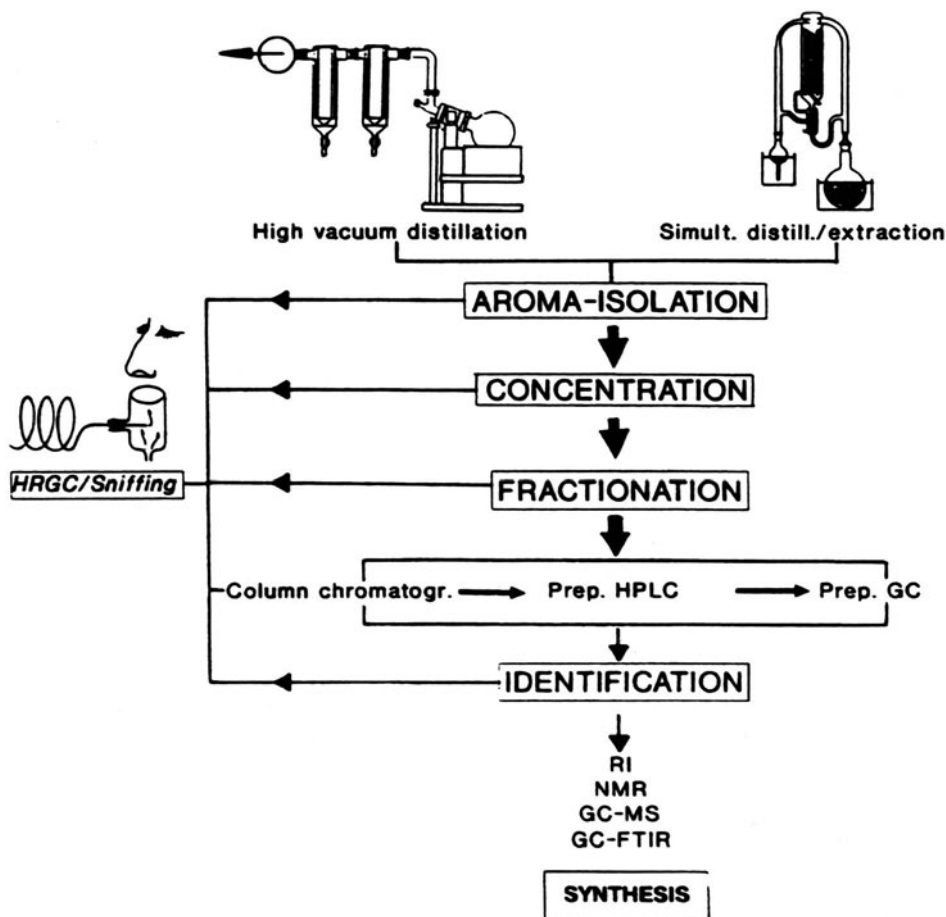 High vacuum distillation
Simult. distill./extraction
AROMA-ISOLATION
CONCENTRATION
HRGC/Sniffing
FRACTIONATION
Column chromatogr.
Prep. HPLC
Prep. GC
IDENTIFICATION
RI
NMR
GC-MS
GC-FTIR
SYNTHESIS